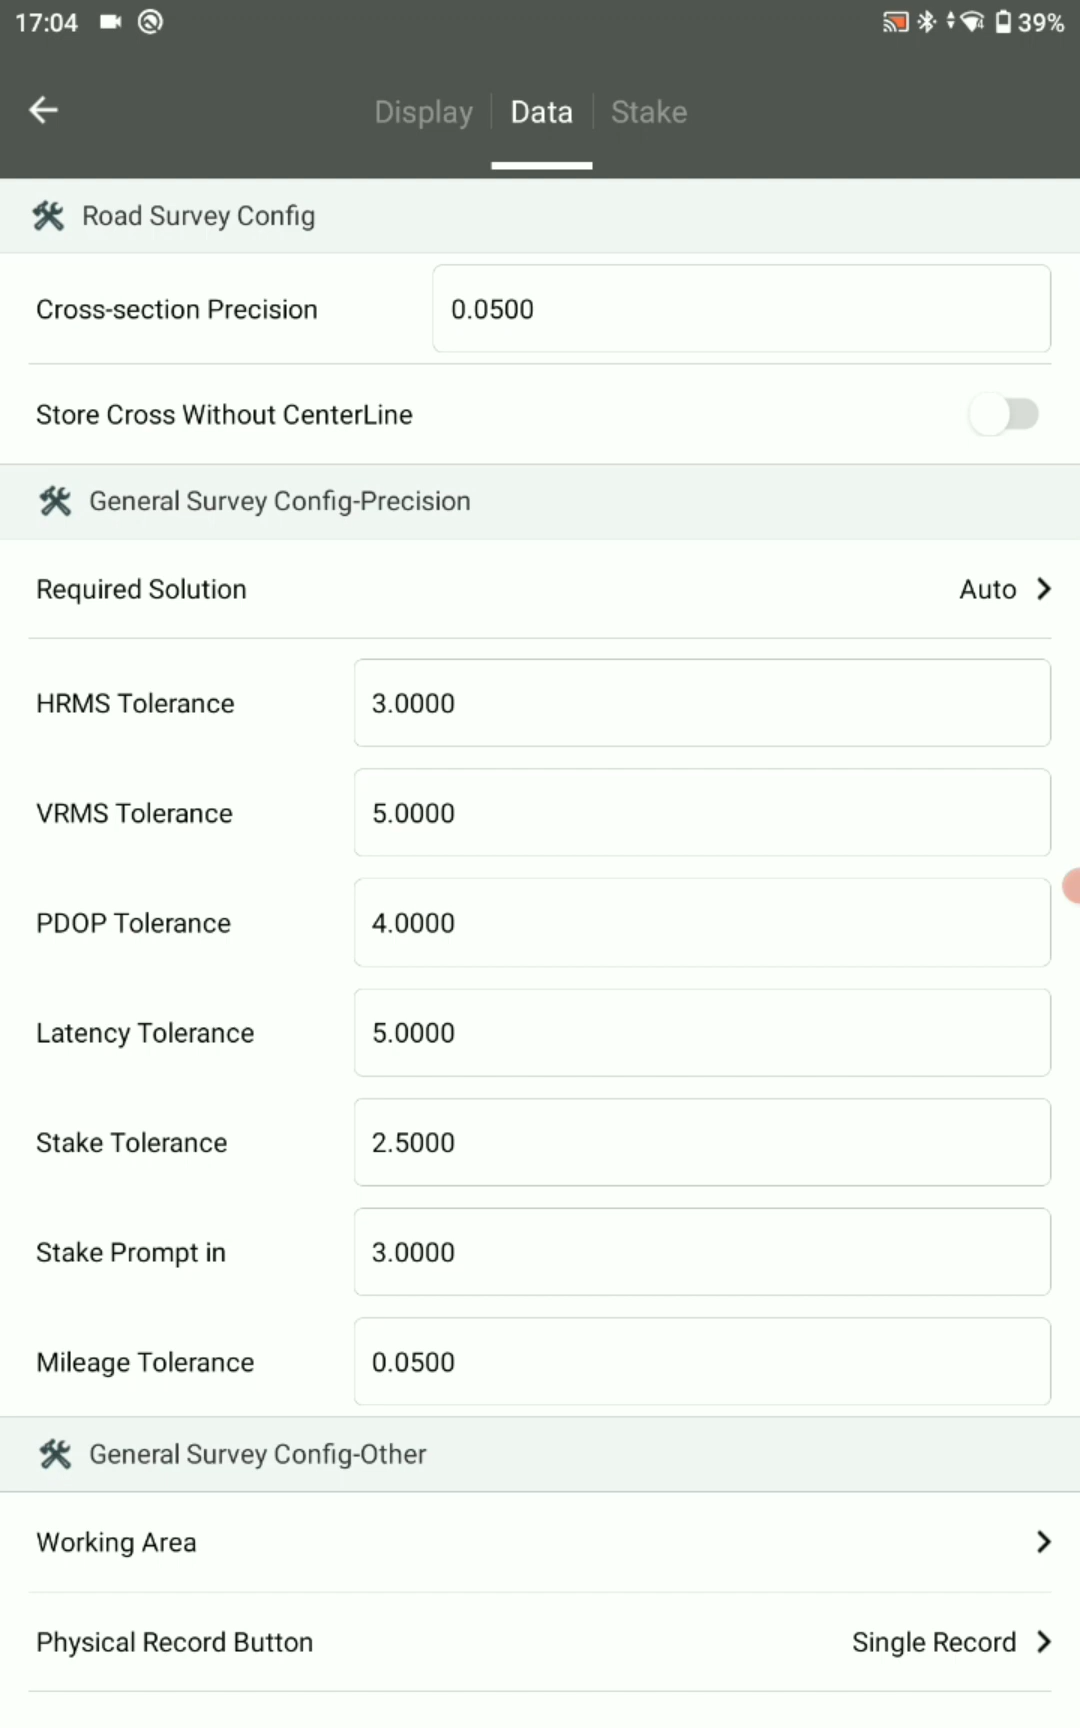 17:04
39%
Display
Data
Stake
Road Survey Config
Cross-section Precision
0.0500
Store Cross Without CenterLine
General Survey Config-Precision
Required Solution
Auto
HRMS Tolerance
3.0000
VRMS Tolerance
5.0000
PDOP Tolerance
4.0000
Latency Tolerance
5.0000
Stake Tolerance
2.5000
Stake Prompt in
3.0000
Mileage Tolerance
0.0500
General Survey Config-Other
Working Area
Physical Record Button
Single Record